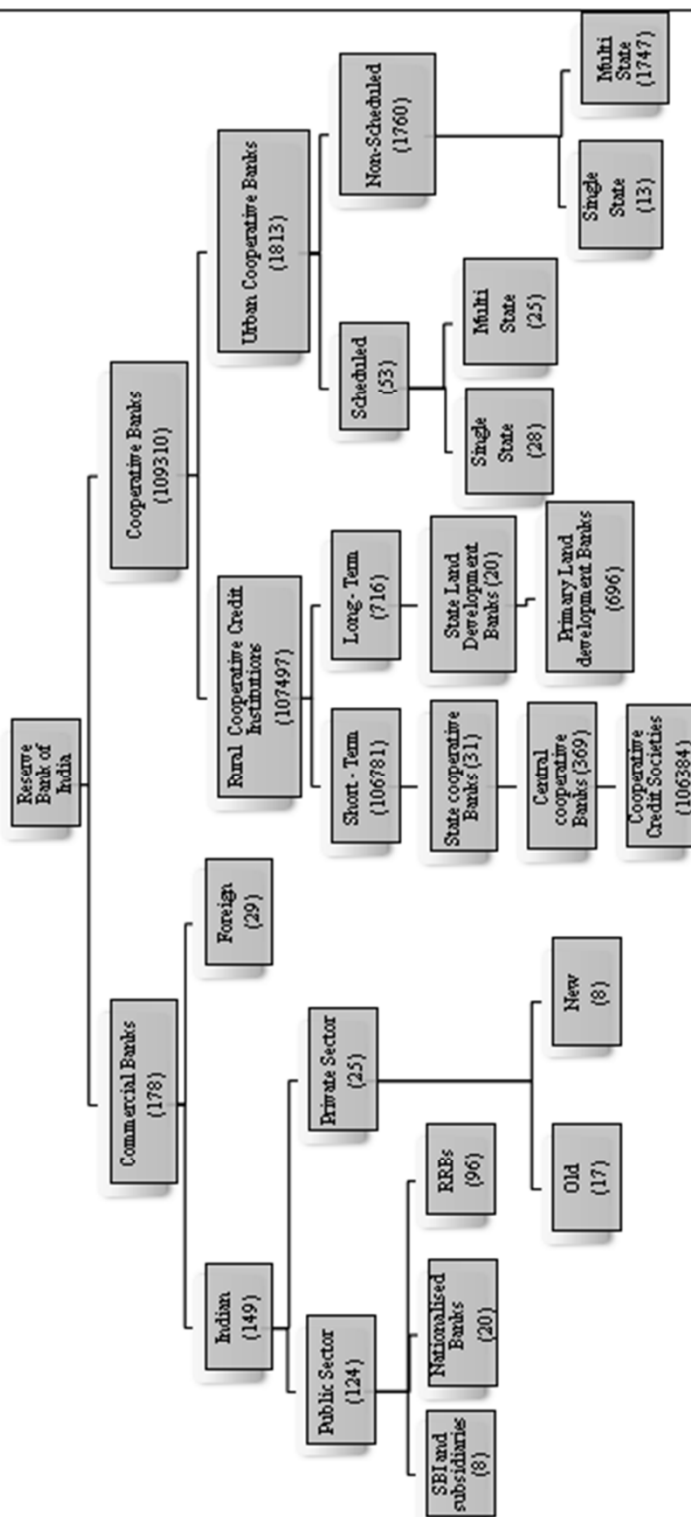 Reserve
Bank of
India
Commercial Banks
(178)
Cooperative Banks
(109310)
Indian
(149)
Foreign
(29)
Rural Cooperative Credit
Institutions
(107497)
Urban Cooperative Banks
(1813)
Public Sector
(124)
Private Sector
(25)
Short - Term
(106781)
Long - Term
(716)
Scheduled
(53)
Non-Scheduled
(1760)
SBI and
subsidiaries
(8)
Nationalised
Banks
(20)
RRBs
(96)
State cooperative
Banks (31)
State Land
Development
Banks (20)
Single
State
(28)
Multi
State
(25)
Old
(17)
New
(8)
Central
cooperative
Banks (369)
Primary Land
development Banks
(696)
Single
State
(13)
Multi
State
(1747)
Cooperative
Credit Societies
(106384)